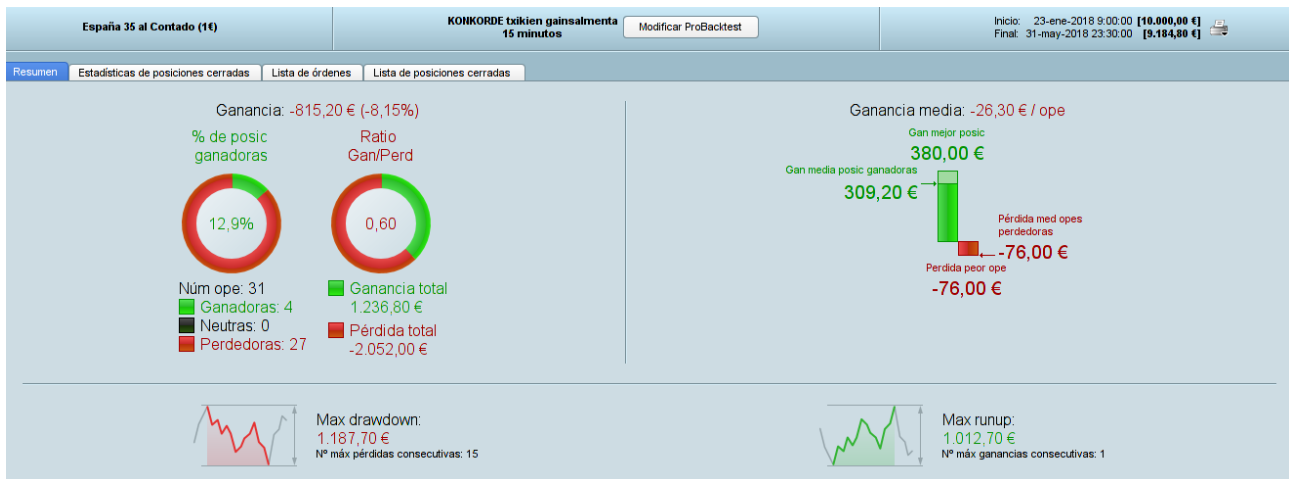 España 35 al Contado (1€)
KONKORDE txikien gainsalmenta
15 minutos
Modificar ProBacktest
Inicio: 23-ene-2018 9:00:00 [10.000,00 €]
Final: 31-may-2018 23:30:00 [9.184,80 €]
Resumen
Estadísticas de posiciones cerradas
Lista de órdenes
Lista de posiciones cerradas
Ganancia: -815,20 € (-8,15%)
% de posic
ganadoras
Ratio
Gan/Perd
12,9%
0,60
Núm ope: 31
Ganadoras: 4
Neutras: 0
Perdedoras: 27
Ganancia total
1.236,80 €
Pérdida total
-2.052,00 €
Ganancia media: -26,30 € / ope
Gan mejor posic
380,00 €
Gan media posic ganadoras
309,20 €
Pérdida med opes
perdedoras
-76,00 €
Perdida peor ope
-76,00 €
Max drawdown:
1.187,70 €
Nº máx pérdidas consecutivas: 15
Max runup:
1.012,70 €
Nº máx ganancias consecutivas: 1